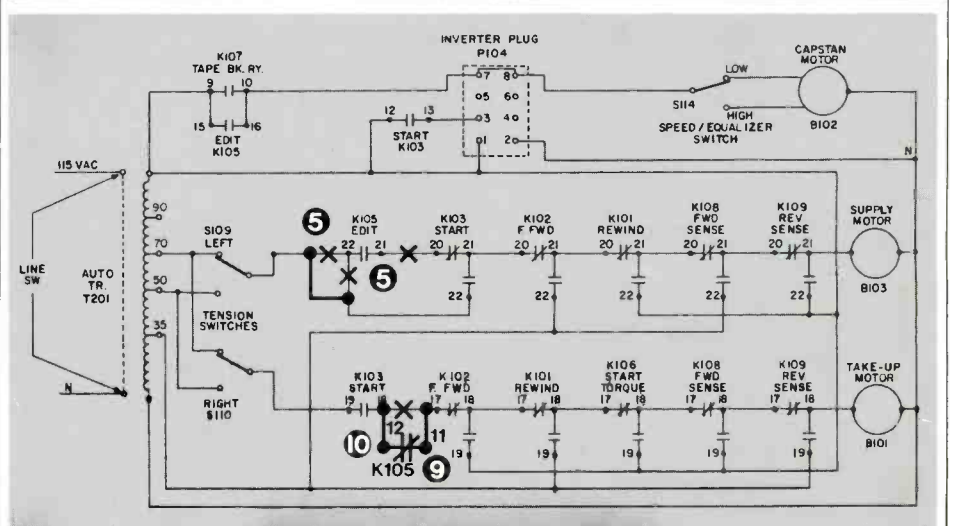 INVERTER PLUG
P104
K107
TAPE BK. RY.
9 10
15 16
EDIT
K105
12 13
START
K103
7 8
5 6
3 4
1 2
LOW
S114
HIGH
SPEED/EQUALIZER
SWITCH
CAPSTAN
MOTOR
B102
N
115 VAC
LINE
SW
N
AUTO
TR.
T201
90
70
50
35
S109
LEFT
TENSION
SWITCHES
RIGHT
S110
5
5
K105
EDIT
22 21
K103
START
20 21
22
K102
F. FWD
20 21
22
K101
REWIND
20 21
22
K108
FWD
SENSE
20 21
22
K109
REV
SENSE
20 21
22
SUPPLY
MOTOR
B103
K103
START
19 18
12 11
10 9
K105
K102
F. FWD
17 18
19
K101
REWIND
17 18
19
K106
START
TORQUE
17 18
19
K108
FWD
SENSE
17 18
19
K109
REV
SENSE
17 18
19
TAKE-UP
MOTOR
B101